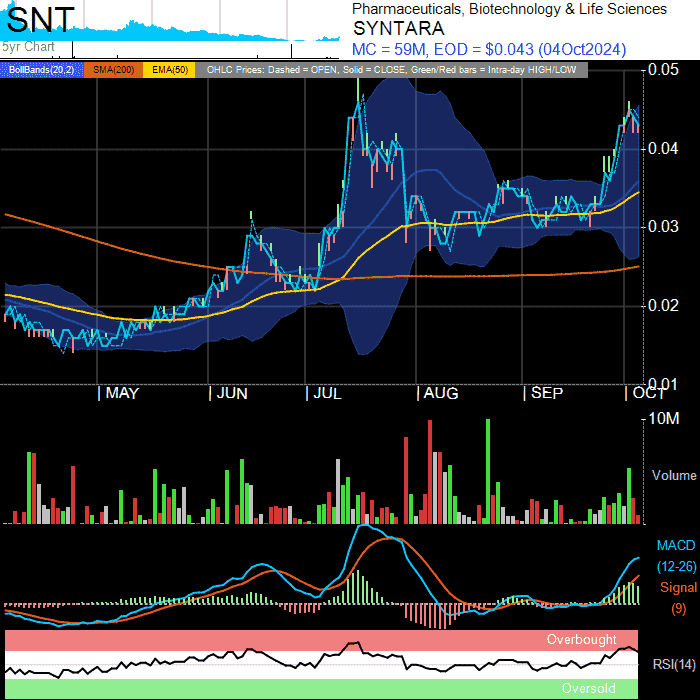 SNT
5yr Chart
Pharmaceuticals, Biotechnology & Life Sciences
SYNTARA
MC = 59M, EOD = $0.043 (04Oct2024)
BollBands(20,2) SMA(200) EMA(50) OHLC Prices: Dashed = OPEN, Solid = CLOSE, Green/Red bars = Intra-day HIGH/LOW
0.05
0.04
0.03
0.02
0.01
MAY JUN JUL AUG SEP OCT
10M
Volume
MACD
(12-26)
Signal
(9)
Overbought
RSI(14)
Oversold